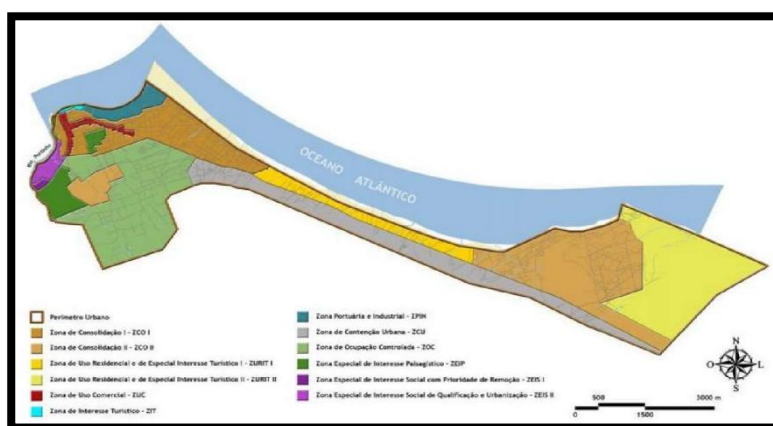 OCEANO ATLÂNTICO
Perímetro Urbano
Zona de Consolidação I - ZCO I
Zona de Consolidação II - ZCO II
Zona de Uso Residencial e de Especial Interesse Turístico I - ZURIT I
Zona de Uso Residencial e de Especial Interesse Turístico II - ZURIT II
Zona de Uso Comercial - ZUC
Zona de Interesse Turístico - ZIT
Zona Portuária e Industrial - ZPIN
Zona de Contenção Urbana - ZCU
Zona de Ocupação Controlada - ZOC
Zona Especial de Interesse Paisagístico - ZEIP
Zona Especial de Interesse Social com Prioridade de Remoção - ZEIS I
Zona Especial de Interesse Social de Qualificação e Urbanização - ZEIS II
N
O L
S
500 3000 m
0 1500